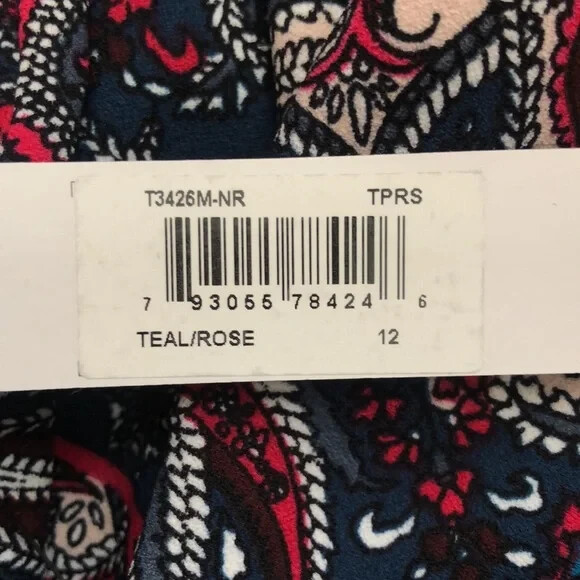 T3426M-NR TPRS
7 93055 78424 6
TEAL/ROSE 12